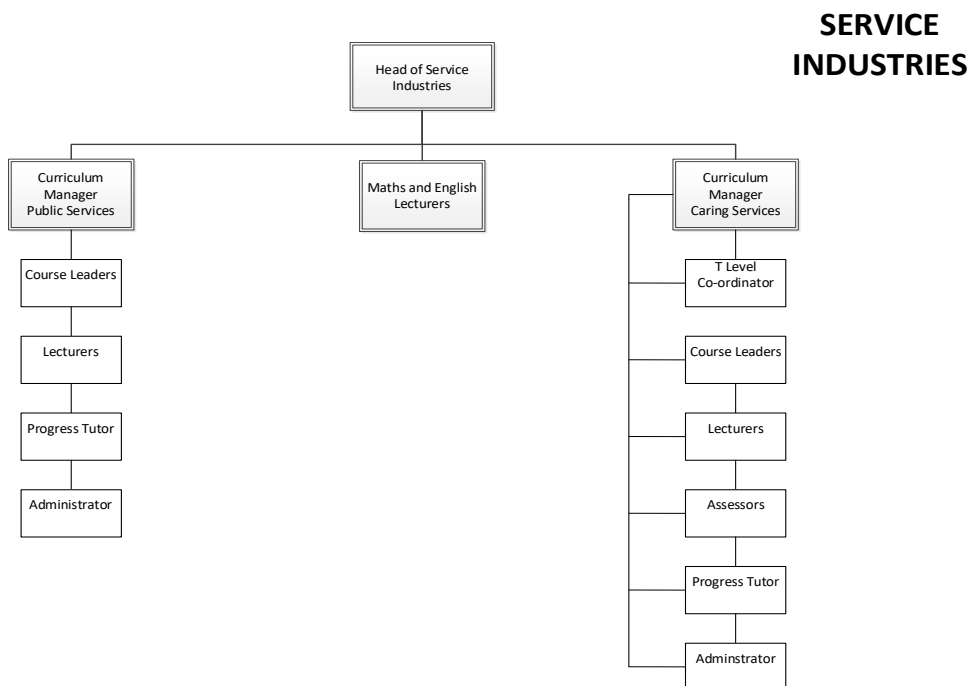 SERVICE
INDUSTRIES
Head of Service
Industries
Curriculum
Manager
Public Services
Maths and English
Lecturers
Curriculum
Manager
Caring Services
Course Leaders
Lecturers
Progress Tutor
Administrator
T Level
Co-ordinator
Course Leaders
Lecturers
Assessors
Progress Tutor
Adminstrator